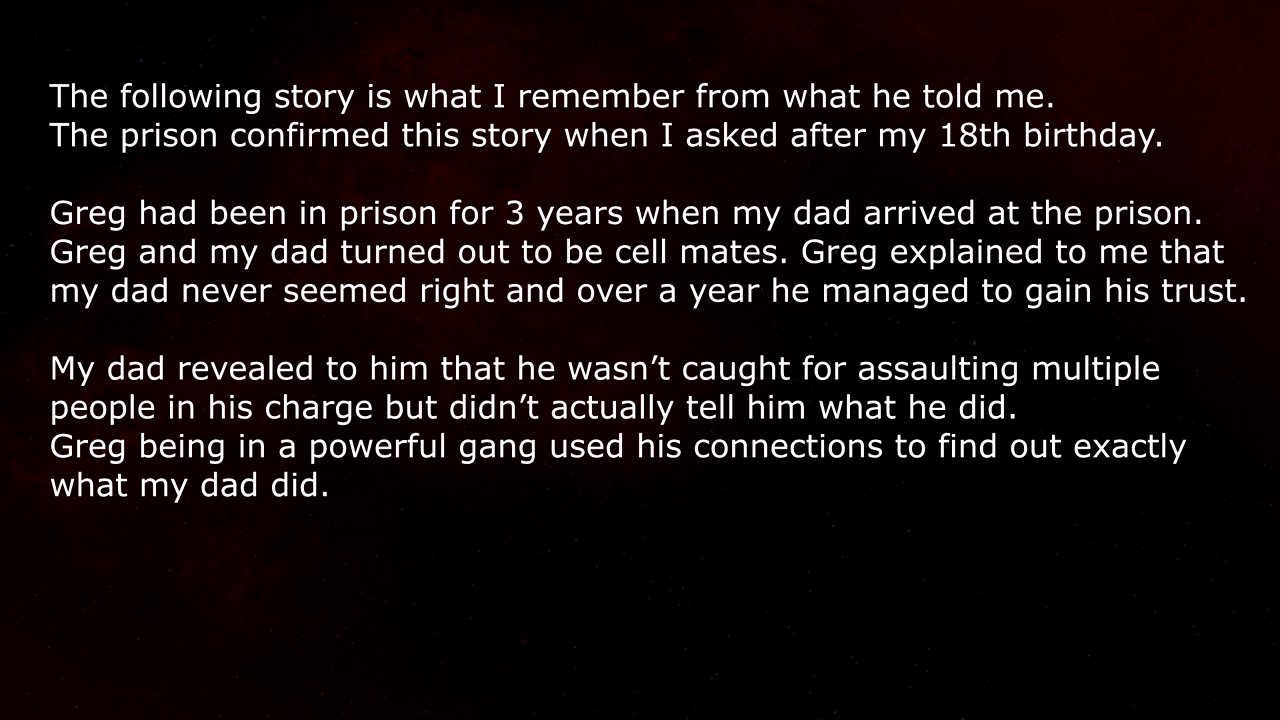 The following story is what I remember from what he told me.
The prison confirmed this story when I asked after my 18th birthday.
Greg had been in prison for 3 years when my dad arrived at the prison.
Greg and my dad turned out to be cell mates. Greg explained to me that
my dad never seemed right and over a year he managed to gain his trust.
My dad revealed to him that he wasn’t caught for assaulting multiple
people in his charge but didn’t actually tell him what he did.
Greg being in a powerful gang used his connections to find out exactly
what my dad did.